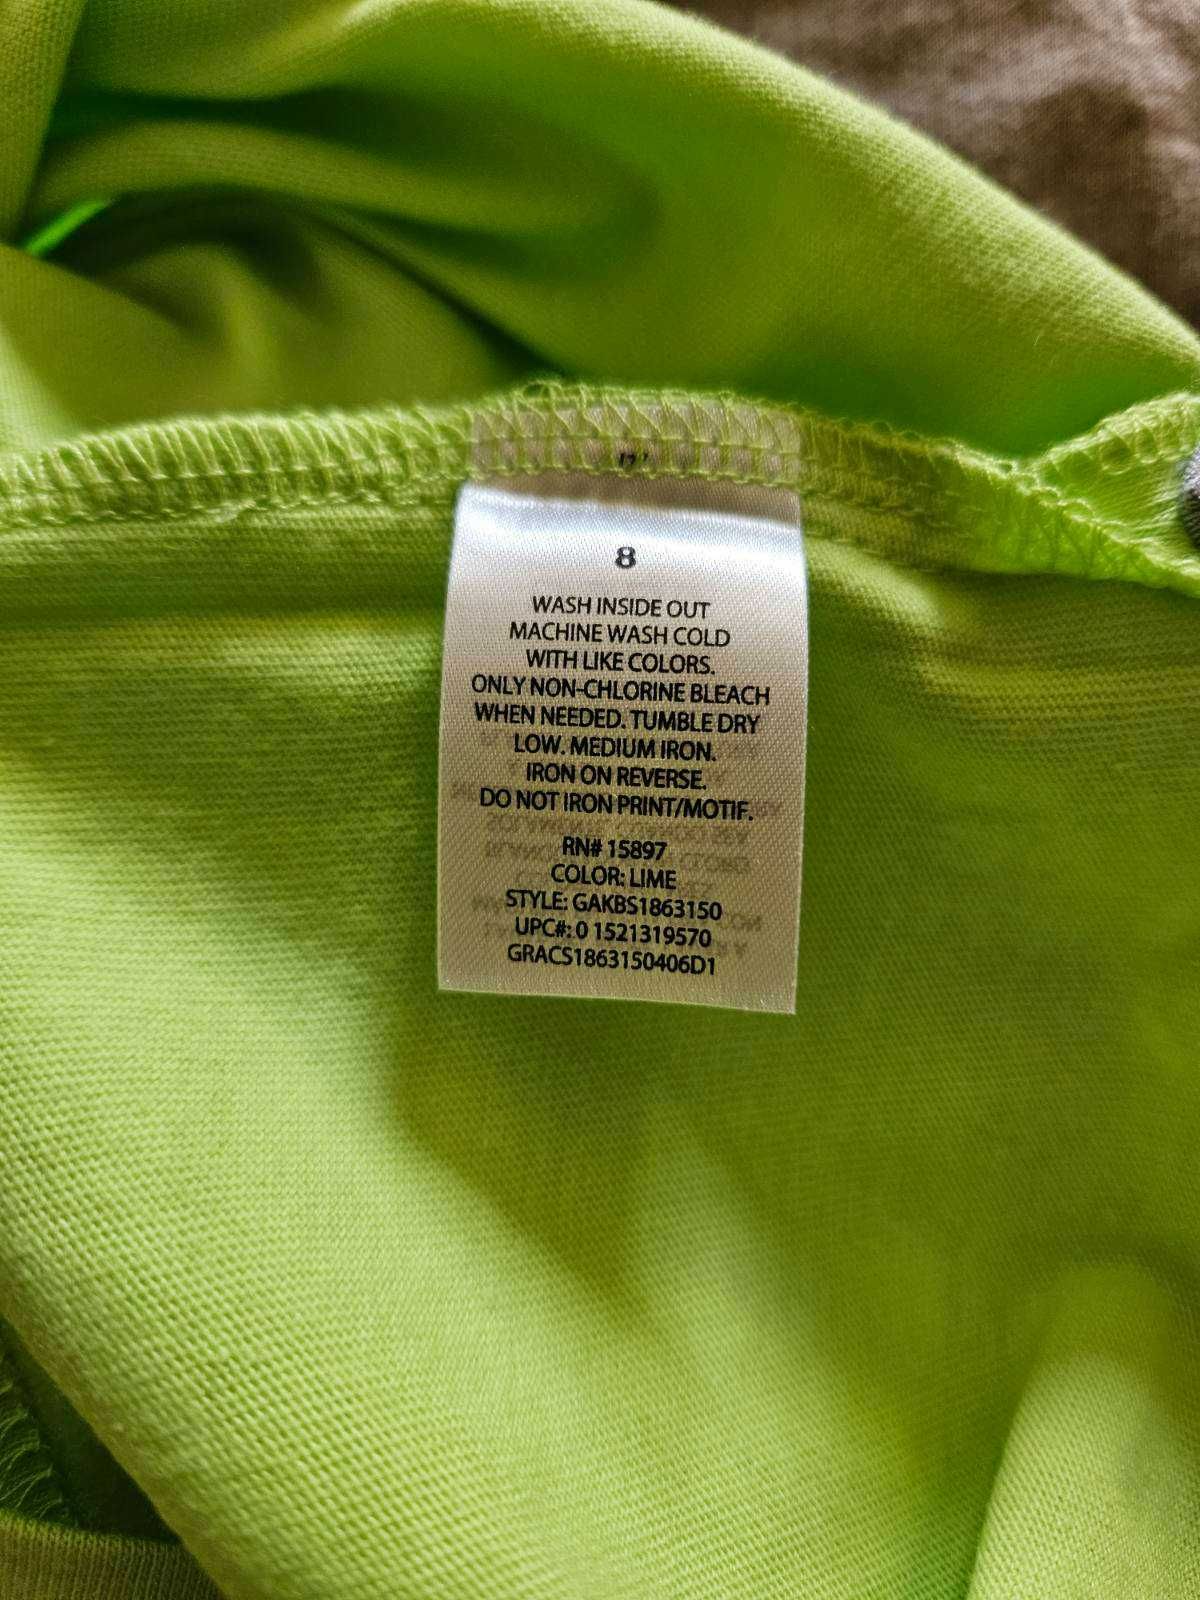 8
WASH INSIDE OUT
MACHINE WASH COLD
WITH LIKE COLORS.
ONLY NON-CHLORINE BLEACH
WHEN NEEDED. TUMBLE DRY
LOW. MEDIUM IRON.
IRON ON REVERSE.
DO NOT IRON PRINT/MOTIF.
RN# 15897
COLOR: LIME
STYLE: GAKBS1863150
UPC#: 0 1521319570
GRACS1863150406D1